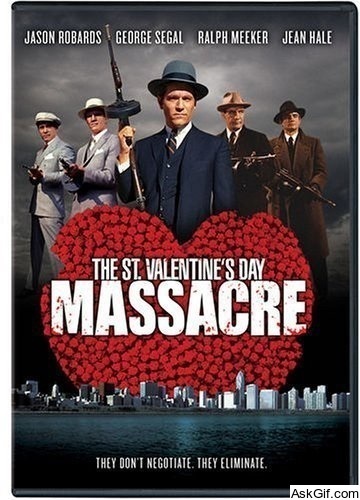 JASON ROBARDS GEORGE SEGAL RALPH MEEKER JEAN HALE
THE ST. VALENTINE'S DAY
MASSACRE
THEY DON'T NEGOTIATE. THEY ELIMINATE.
AskGif.com